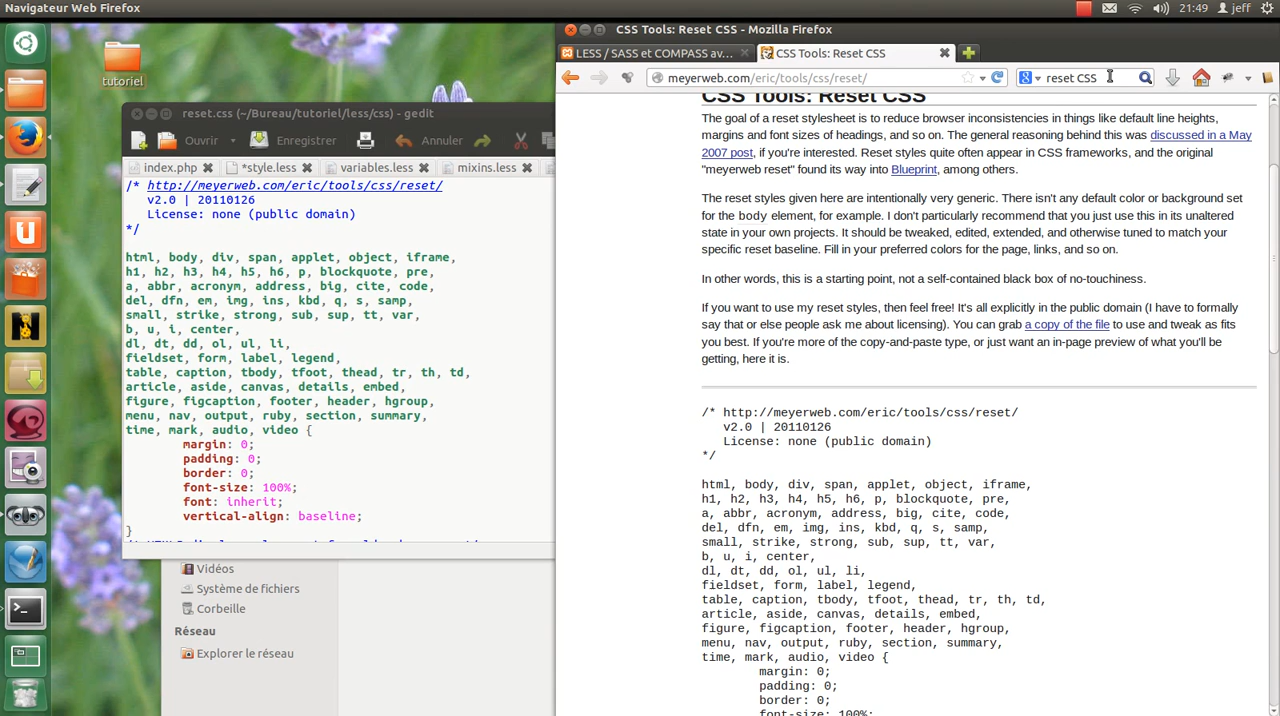 Navigateur Web Firefox
21:49 jeff
tutoriel
reset.css (~/Bureau/tutoriel/less/css) - gedit
Ouvrir Enregistrer Annuler
index.php *style.less variables.less mixins.less
/* http://meyerweb.com/eric/tools/css/reset/
v2.0 | 20110126
License: none (public domain)
*/
html, body, div, span, applet, object, iframe,
h1, h2, h3, h4, h5, h6, p, blockquote, pre,
a, abbr, acronym, address, big, cite, code,
del, dfn, em, img, ins, kbd, q, s, samp,
small, strike, strong, sub, sup, tt, var,
b, u, i, center,
dl, dt, dd, ol, ul, li,
fieldset, form, label, legend,
table, caption, tbody, tfoot, thead, tr, th, td,
article, aside, canvas, details, embed,
figure, figcaption, footer, header, hgroup,
menu, nav, output, ruby, section, summary,
time, mark, audio, video {
margin: 0;
padding: 0;
border: 0;
font-size: 100%;
font: inherit;
vertical-align: baseline;
}
Vidéos
Système de fichiers
Corbeille
Réseau
Explorer le réseau
CSS Tools: Reset CSS - Mozilla Firefox
LESS / SASS et COMPASS av... CSS Tools: Reset CSS
meyerweb.com/eric/tools/css/reset/ reset CSS
CSS Tools: Reset CSS
The goal of a reset stylesheet is to reduce browser inconsistencies in things like default line heights,
margins and font sizes of headings, and so on. The general reasoning behind this was discussed in a May
2007 post, if you're interested. Reset styles quite often appear in CSS frameworks, and the original
"meyerweb reset" found its way into Blueprint, among others.
The reset styles given here are intentionally very generic. There isn't any default color or background set
for the body element, for example. I don't particularly recommend that you just use this in its unaltered
state in your own projects. It should be tweaked, edited, extended, and otherwise tuned to match your
specific reset baseline. Fill in your preferred colors for the page, links, and so on.
In other words, this is a starting point, not a self-contained black box of no-touchiness.
If you want to use my reset styles, then feel free! It's all explicitly in the public domain (I have to formally
say that or else people ask me about licensing). You can grab a copy of the file to use and tweak as fits
you best. If you're more of the copy-and-paste type, or just want an in-page preview of what you'll be
getting, here it is.
/* http://meyerweb.com/eric/tools/css/reset/
v2.0 | 20110126
License: none (public domain)
*/
html, body, div, span, applet, object, iframe,
h1, h2, h3, h4, h5, h6, p, blockquote, pre,
a, abbr, acronym, address, big, cite, code,
del, dfn, em, img, ins, kbd, q, s, samp,
small, strike, strong, sub, sup, tt, var,
b, u, i, center,
dl, dt, dd, ol, ul, li,
fieldset, form, label, legend,
table, caption, tbody, tfoot, thead, tr, th, td,
article, aside, canvas, details, embed,
figure, figcaption, footer, header, hgroup,
menu, nav, output, ruby, section, summary,
time, mark, audio, video {
margin: 0;
padding: 0;
border: 0;
font-size: 100%;